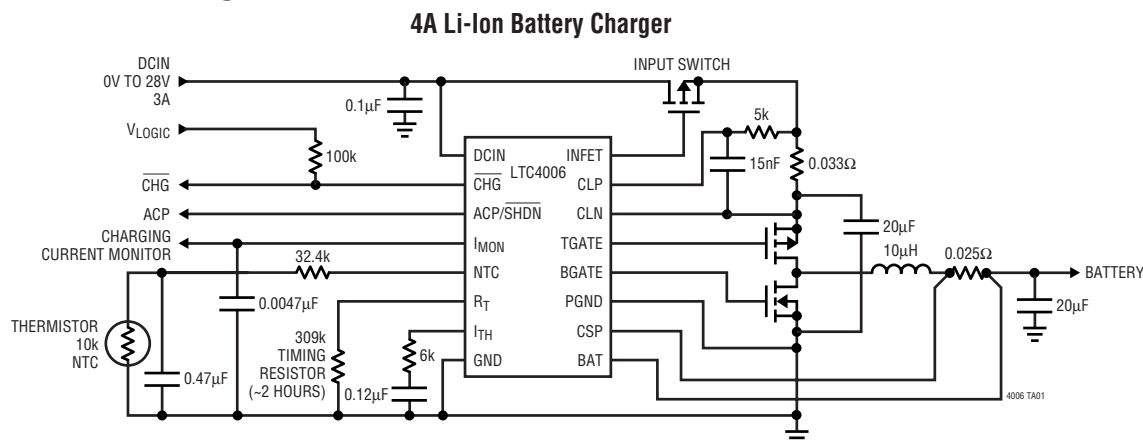 4A Li-Ion Battery Charger
DCIN
0V TO 28V
3A
INPUT SWITCH
0.1µF
VLOGIC
100k
5k
15nF
0.033Ω
DCIN
INFET
LTC4006
CHG
CHG
CLP
ACP
ACP/SHDN
CLN
20µF
CHARGING
CURRENT MONITOR
IMON
TGATE
10µH
0.025Ω
32.4k
NTC
BGATE
BATTERY
0.0047µF
RT
PGND
20µF
THERMISTOR
10k
NTC
309k
TIMING
RESISTOR
(~2 HOURS)
ITH
CSP
6k
GND
BAT
0.47µF
0.12µF
4006 TA01